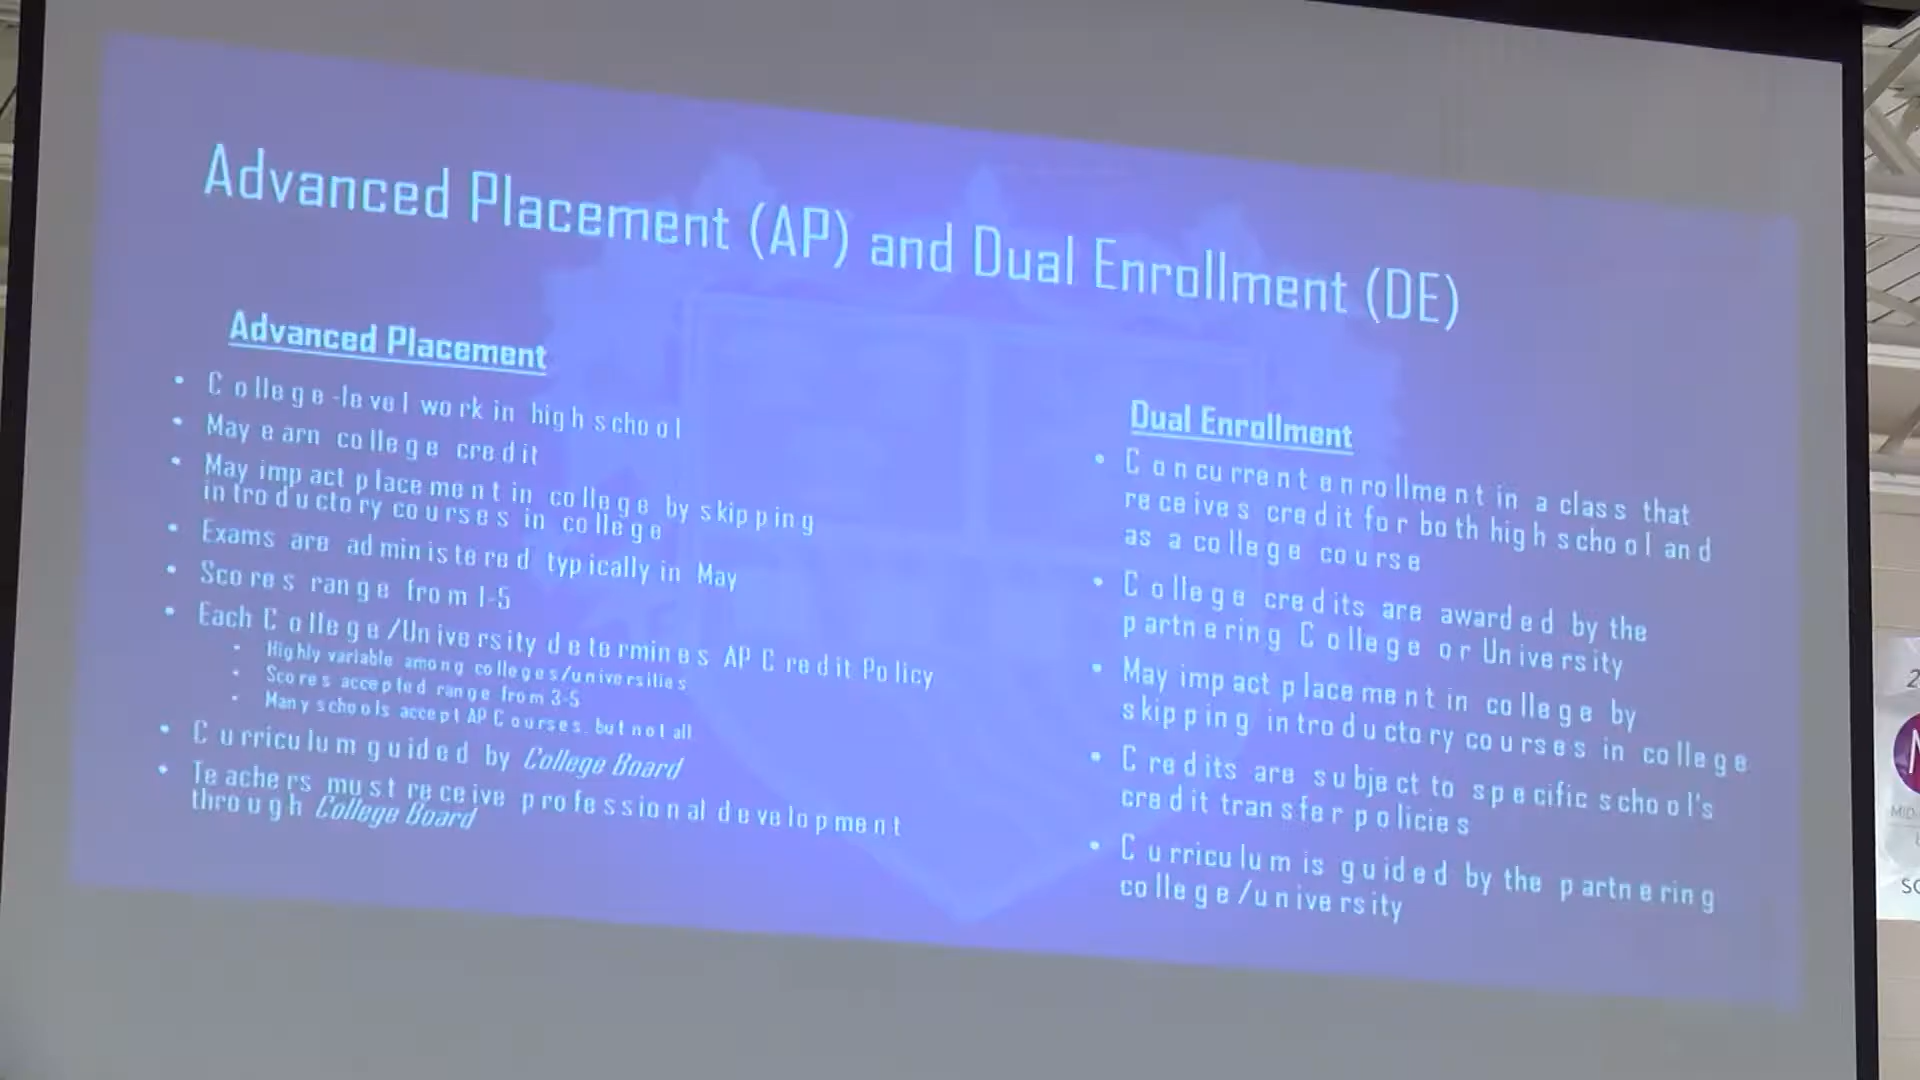 Advanced Placement (AP) and Dual Enrollment (DE)
Advanced Placement
• College-level work in high school
• May earn college credit
• May impact placement in college by skipping
introductory courses in college
• Exams are administered typically in May
• Scores range from 1-5
• Each College/University determines AP Credit Policy
• Highly variable among colleges/universities
• Scores accepted range from 3-5
• Many schools accept AP Courses, but not all
• Curriculum guided by College Board
• Teachers must receive professional development
through College Board
Dual Enrollment
• Concurrent enrollment in a class that
receives credit for both high school and
as a college course
• College credits are awarded by the
partnering College or University
• May impact placement in college by
skipping introductory courses in college
• Credits are subject to specific school's
credit transfer policies
• Curriculum is guided by the partnering
college/university
2
MID-
SC